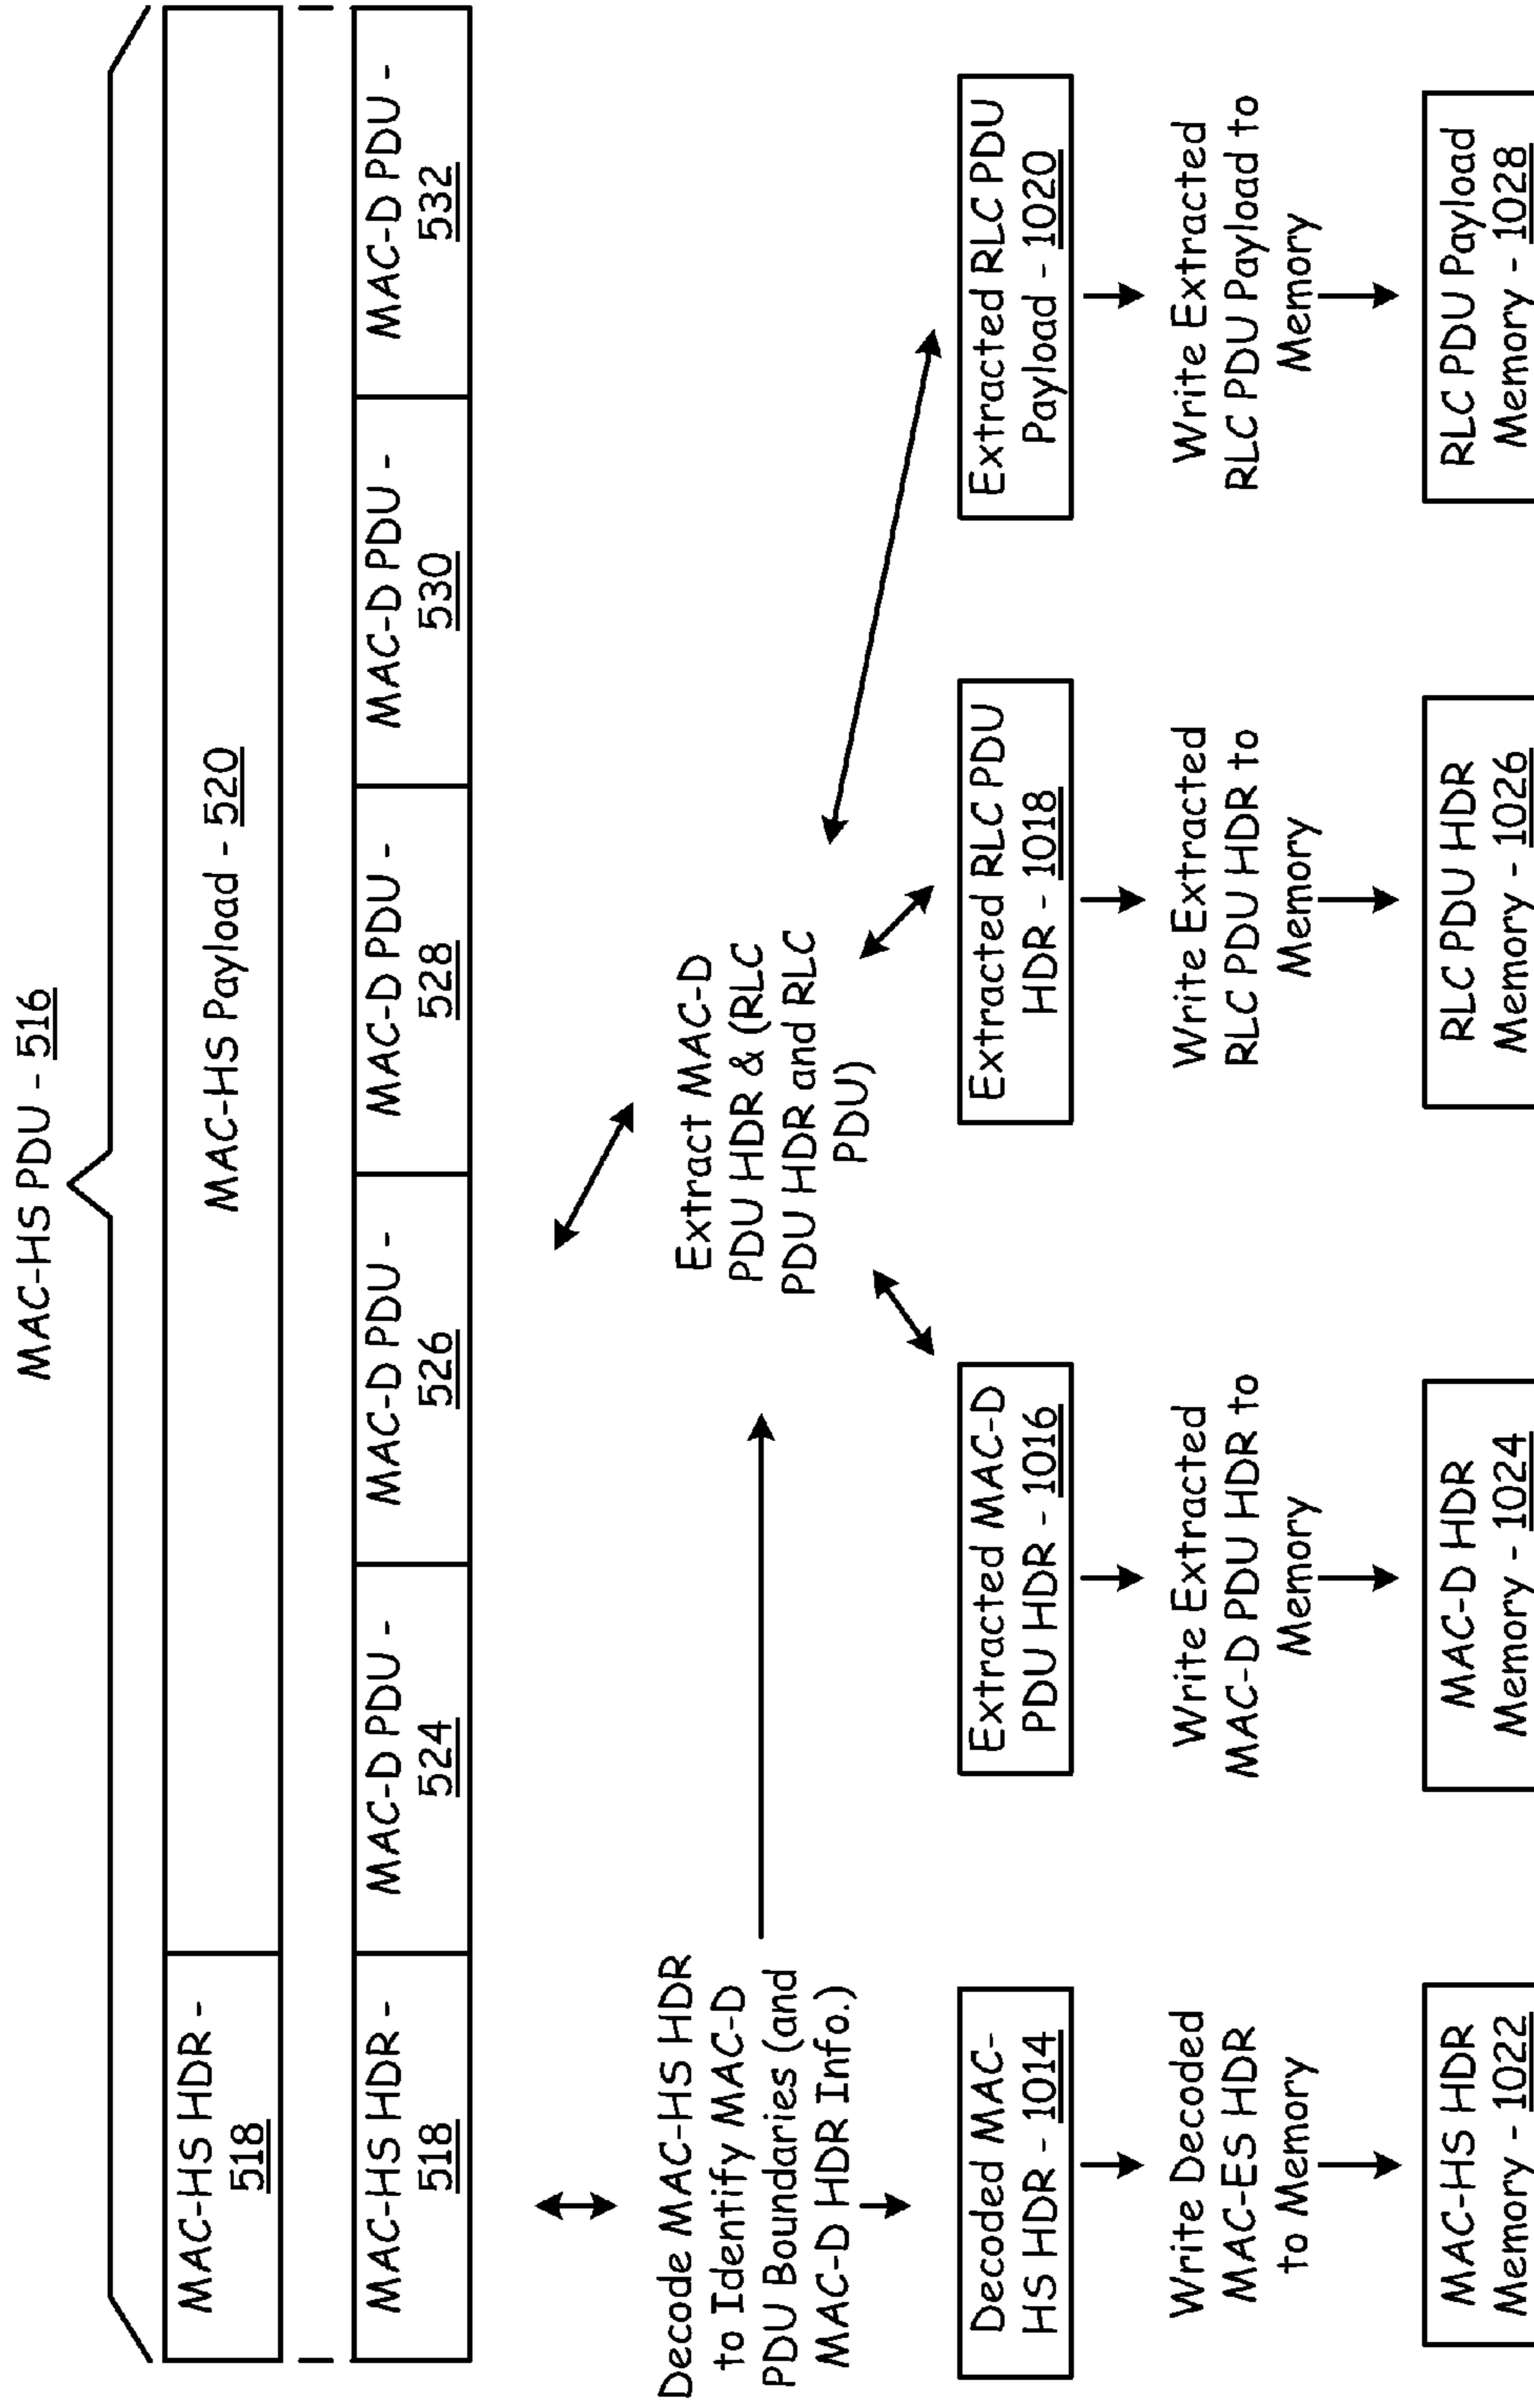 MAC-HS PDU - 516
MAC-HS HDR -
518
MAC-HS Payload - 520
MAC-HS HDR -
518
MAC-D PDU -
524
MAC-D PDU -
526
MAC-D PDU -
528
MAC-D PDU -
530
MAC-D PDU -
532
Decode MAC-HS HDR
to Identify MAC-D
PDU Boundaries (and
MAC-D HDR Info.)
Extract MAC-D
PDU HDR & (RLC
PDU HDR and RLC
PDU)
Decoded MAC-
HS HDR - 1014
Extracted MAC-D
PDU HDR - 1016
Extracted RLC PDU
HDR - 1018
Extracted RLC PDU
Payload - 1020
Write Decoded
MAC-ES HDR
to Memory
Write Extracted
MAC-D PDU HDR to
Memory
Write Extracted
RLC PDU HDR to
Memory
Write Extracted
RLC PDU Payload to
Memory
MAC-HS HDR
Memory - 1022
MAC-D HDR
Memory - 1024
RLC PDU HDR
Memory - 1026
RLC PDU Payload
Memory - 1028